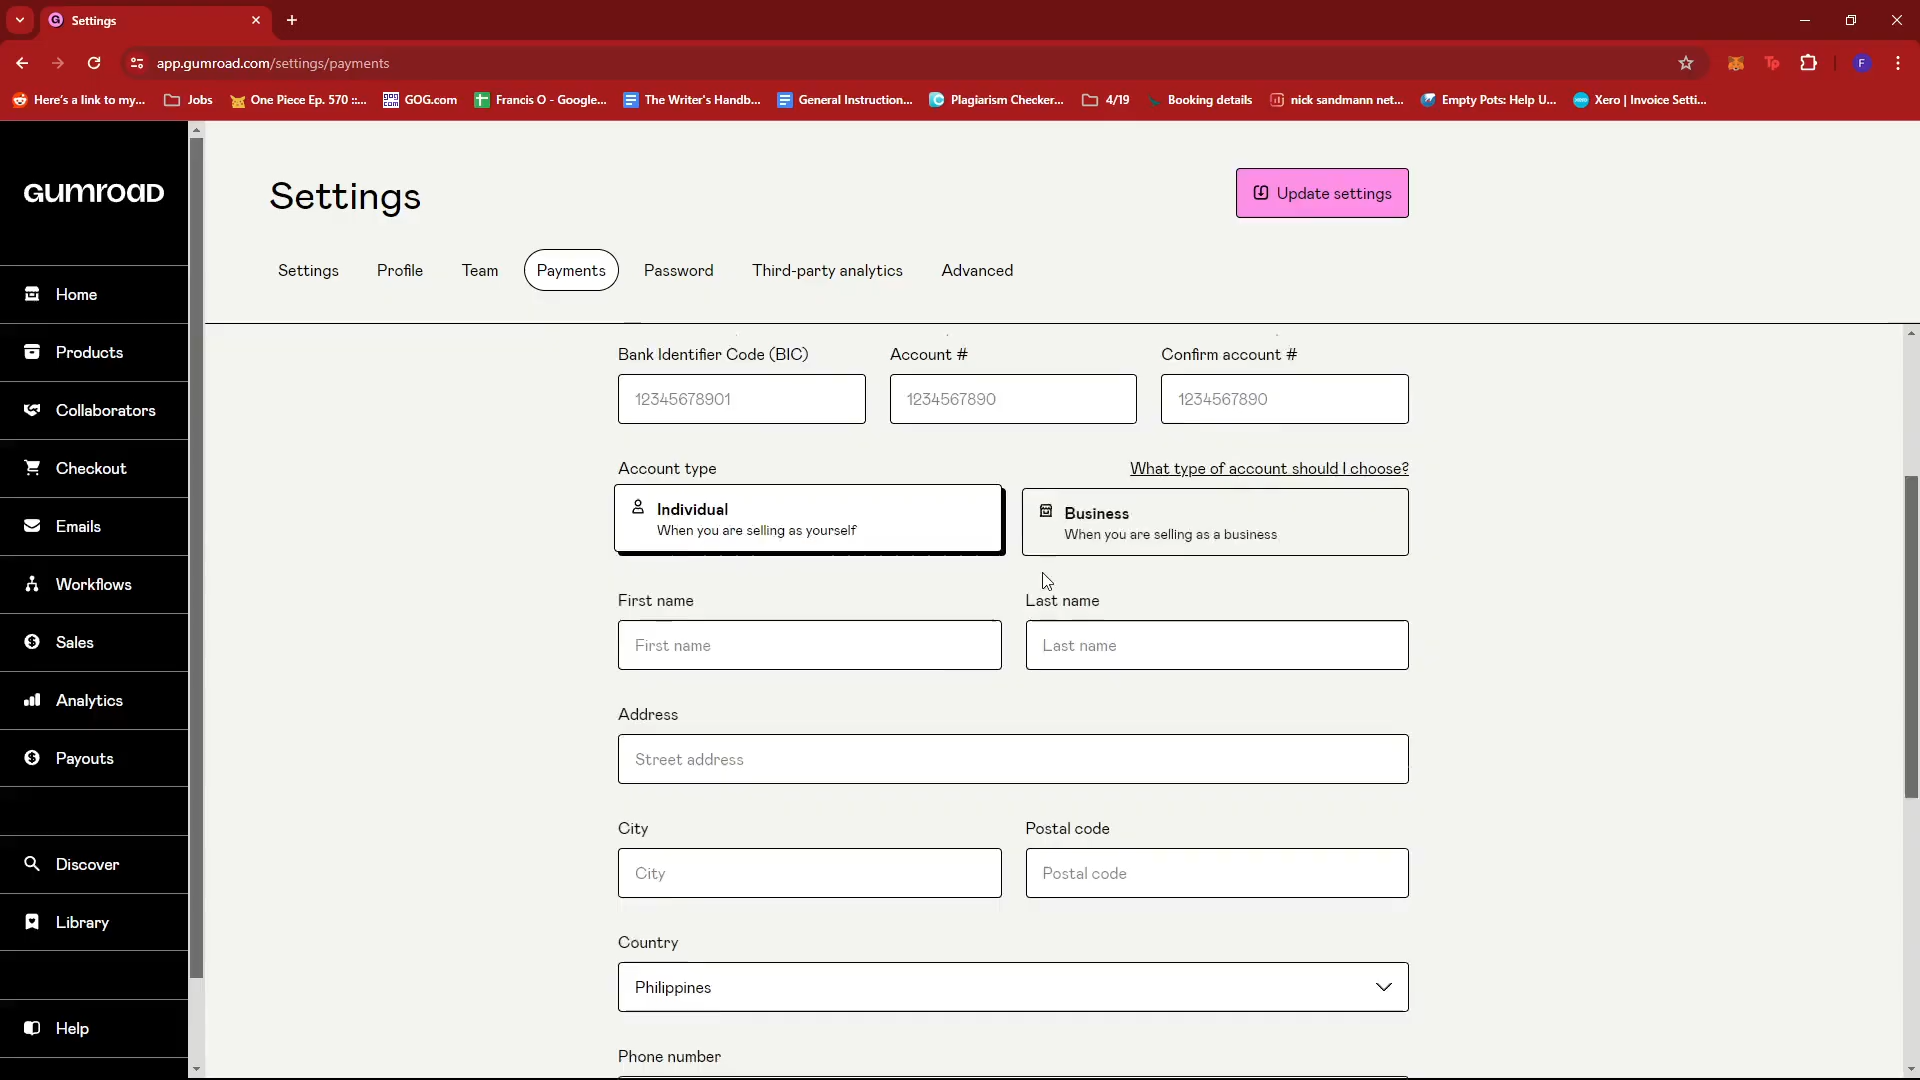 Settings
app.gumroad.com/settings/payments
F
Here's a link to my...
Jobs
One Piece Ep. 570 ::...
GOG.com
Francis O - Google...
The Writer's Handb...
General Instruction...
Plagiarism Checker...
4/19
Booking details
nick sandmann net...
Empty Pots: Help U...
Xero | Invoice Setti...
GUMROAD
Home
Products
Collaborators
Checkout
Emails
Workflows
Sales
Analytics
Payouts
Discover
Library
Help
Settings
Update settings
Settings
Profile
Team
Payments
Password
Third-party analytics
Advanced
Bank Identifier Code (BIC)
Account #
Confirm account #
12345678901
1234567890
1234567890
Account type
What type of account should I choose?
Individual
When you are selling as yourself
Business
When you are selling as a business
First name
Last name
First name
Last name
Address
Street address
City
Postal code
City
Postal code
Country
Philippines
Phone number